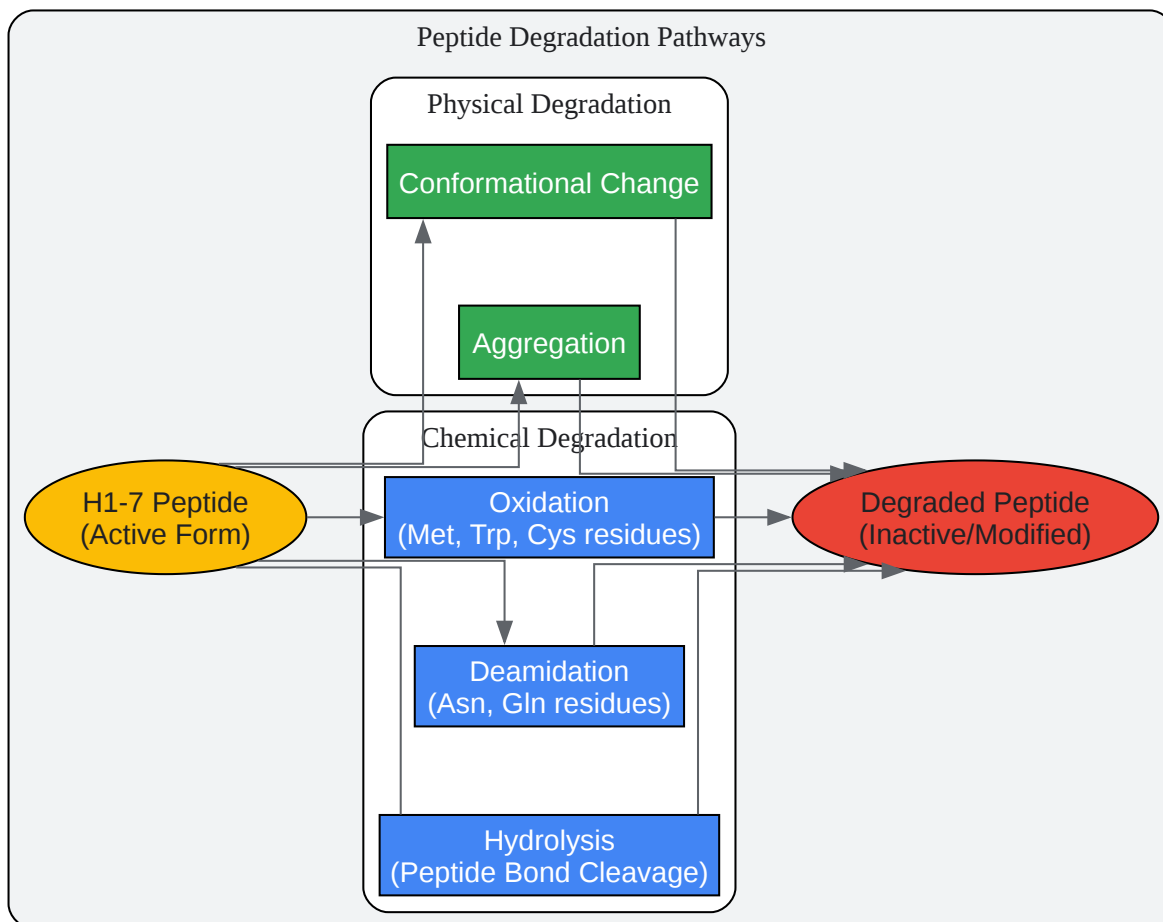 Peptide Degradation Pathways
Physical Degradation
Conformational Change
Aggregation
Chemical Degradation
H1-7 Peptide
(Active Form)
Oxidation
(Met, Trp, Cys residues)
Degraded Peptide
(Inactive/Modified)
Deamidation
(Asn, Gln residues)
Hydrolysis
(Peptide Bond Cleavage)